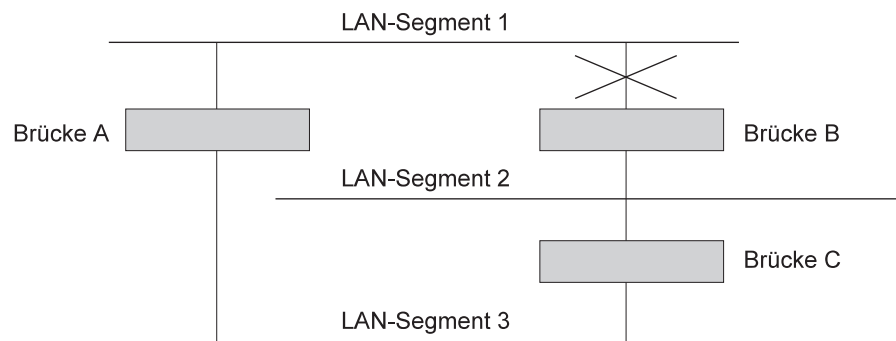 LAN-Segment 1
Brücke A
Brücke B
LAN-Segment 2
Brücke C
LAN-Segment 3